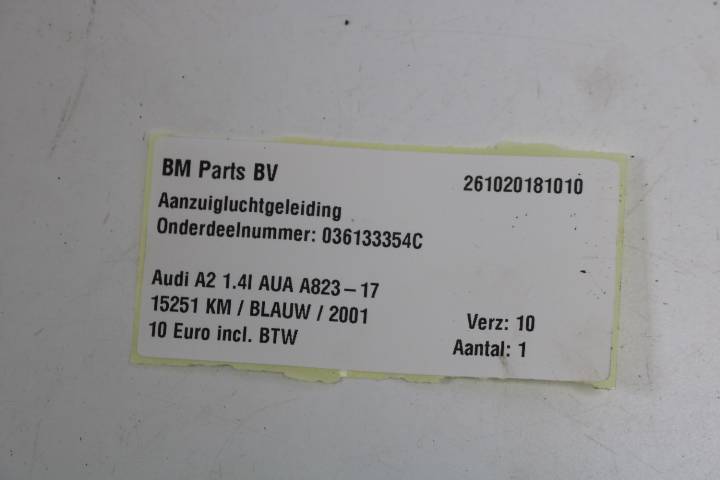 BM Parts BV 261020181010
Aanzuigluchtgeleiding
Onderdeelnummer: 036133354C
Audi A2 1.4I AUA A823-17
15251 KM / BLAUW / 2001
Verz: 10
10 Euro incl. BTW
Aantal: 1